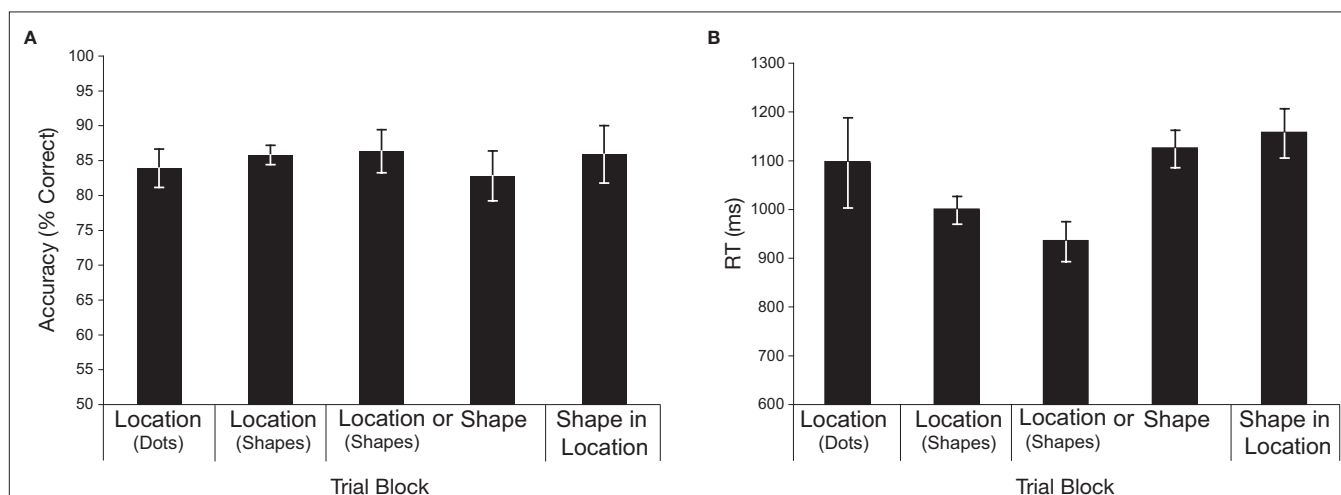 A
Accuracy (% Correct)
100
95
90
85
80
75
70
65
60
55
50
Location Location Location or Shape Shape in
(Dots) (Shapes) (Shapes) Location
Trial Block
B
RT (ms)
1300
1200
1100
1000
900
800
700
600
Location Location Location or Shape Shape in
(Dots) (Shapes) (Shapes) Location
Trial Block